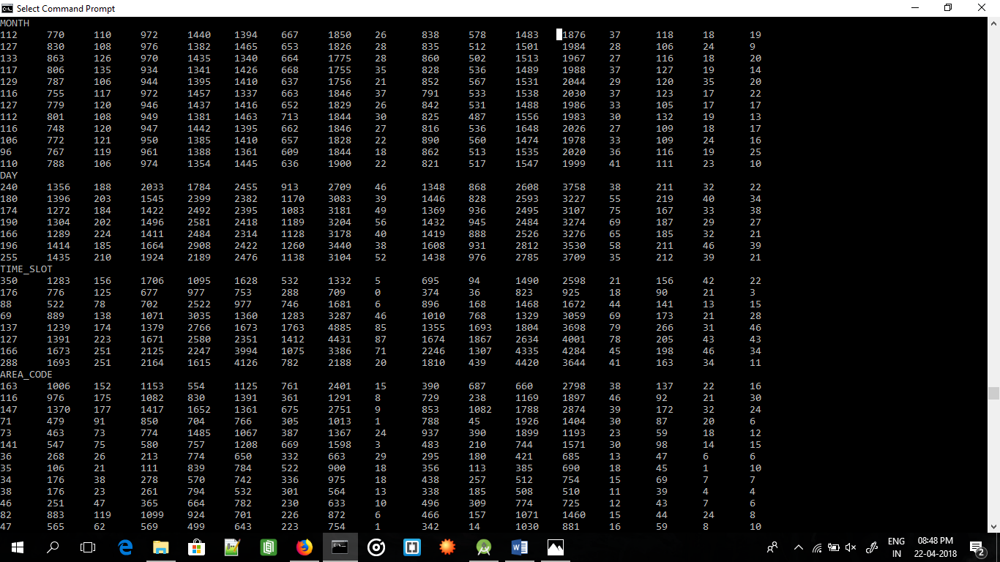 Select Command Prompt
MONTH
112 770 110 972 1440 1394 667 1850 26 838 578 1483 1876 37 118 18 19
127 830 108 976 1382 1465 653 1826 28 835 512 1501 1984 28 106 24 9
133 863 126 970 1435 1340 664 1775 28 860 502 1513 1967 27 116 18 20
117 806 135 934 1341 1426 668 1755 35 828 536 1489 1988 37 127 19 14
129 787 106 944 1395 1410 637 1756 21 852 567 1531 2044 29 120 35 20
116 755 117 972 1457 1337 663 1846 37 791 533 1538 2030 37 123 17 22
127 779 120 946 1437 1416 652 1829 26 842 531 1488 1986 33 105 17 17
112 801 108 949 1381 1463 713 1844 30 825 487 1556 1983 30 132 19 13
116 748 120 947 1442 1395 662 1846 27 816 536 1648 2026 27 109 18 17
106 772 121 950 1385 1410 657 1828 22 890 560 1474 1978 33 109 24 16
96 767 119 961 1388 1361 609 1844 18 862 513 1535 2020 36 116 19 25
110 788 106 974 1354 1445 636 1900 22 821 517 1547 1999 41 111 23 10
DAY
240 1356 188 2033 1784 2455 913 2709 46 1348 868 2608 3758 38 211 32 22
180 1396 203 1545 2399 2382 1170 3083 39 1446 828 2593 3227 55 219 40 34
174 1272 184 1422 2492 2395 1083 3181 49 1369 936 2495 3107 75 167 33 38
190 1304 202 1496 2581 2418 1189 3204 56 1432 945 2484 3274 69 187 29 27
166 1289 224 1411 2484 2314 1128 3178 40 1419 888 2526 3276 65 185 32 21
196 1414 185 1664 2908 2422 1260 3440 38 1608 931 2812 3530 58 211 46 39
255 1435 210 1924 2189 2476 1138 3104 52 1438 976 2785 3709 35 212 39 21
TIME_SLOT
350 1283 156 1706 1095 1628 532 1332 5 695 94 1490 2598 21 156 42 22
176 776 125 677 977 753 288 709 0 374 36 823 925 18 90 21 3
88 522 78 702 2522 977 746 1681 6 896 168 1468 1672 44 141 13 15
69 889 138 1071 3035 1360 1283 3287 46 1010 768 1329 3059 69 173 21 28
137 1239 174 1379 2766 1673 1763 4885 85 1355 1693 1804 3698 79 266 31 46
127 1391 223 1671 2580 2351 1412 4431 87 1674 1867 2634 4001 78 205 43 43
166 1673 251 2125 2247 3994 1075 3386 71 2246 1307 4335 4284 45 198 46 34
288 1693 251 2164 1615 4126 782 2188 20 1810 439 4420 3644 41 163 34 11
AREA_CODE
163 1006 152 1153 554 1125 761 2401 15 390 687 660 2798 38 137 22 16
116 976 175 1082 830 1391 361 1291 8 729 238 1169 1897 46 92 21 30
147 1370 177 1417 1652 1361 675 2751 9 853 1082 1788 2874 39 172 32 24
71 479 91 850 704 766 305 1013 1 788 45 1926 1404 30 87 20 6
73 463 73 774 1485 1067 387 1367 24 937 390 1899 1193 23 59 18 12
141 547 75 580 757 1208 669 1598 3 483 210 744 1571 30 98 14 15
36 268 26 213 774 650 332 663 29 295 180 421 685 13 47 6 6
35 106 21 111 839 784 522 900 18 356 113 385 690 18 45 1 10
34 176 38 278 570 742 336 975 18 438 257 512 754 15 69 7 7
38 176 23 261 794 532 301 564 13 338 185 508 510 11 39 4 4
46 251 47 365 664 782 230 633 10 496 309 774 725 12 43 7 6
82 883 119 1099 924 701 226 872 6 466 157 1071 1460 15 44 24 8
47 565 62 569 499 643 223 754 1 342 14 1030 881 16 59 8 10
ENG 08:48 PM
IN 22-04-2018
2